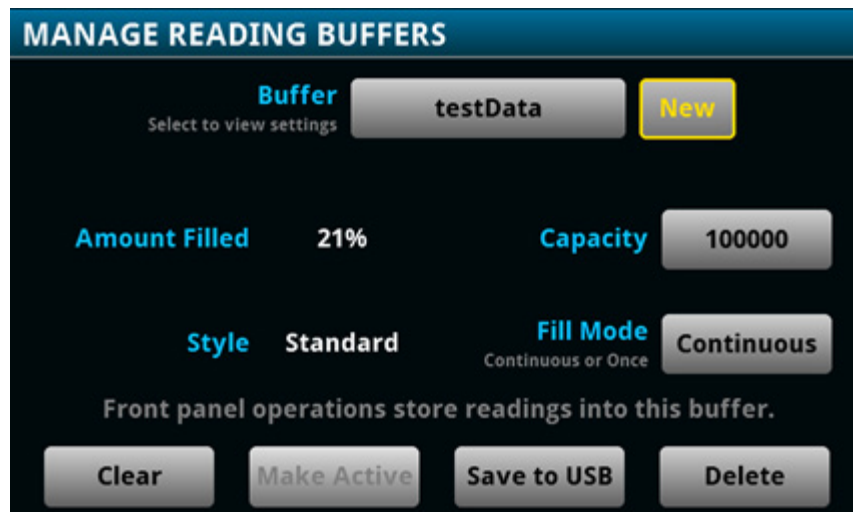 MANAGE READING BUFFERS
Buffer
Select to view settings
testData
New
Amount Filled
21%
Capacity
100000
Style
Standard
Fill Mode
Continuous or Once
Continuous
Front panel operations store readings into this buffer.
Clear
Make Active
Save to USB
Delete